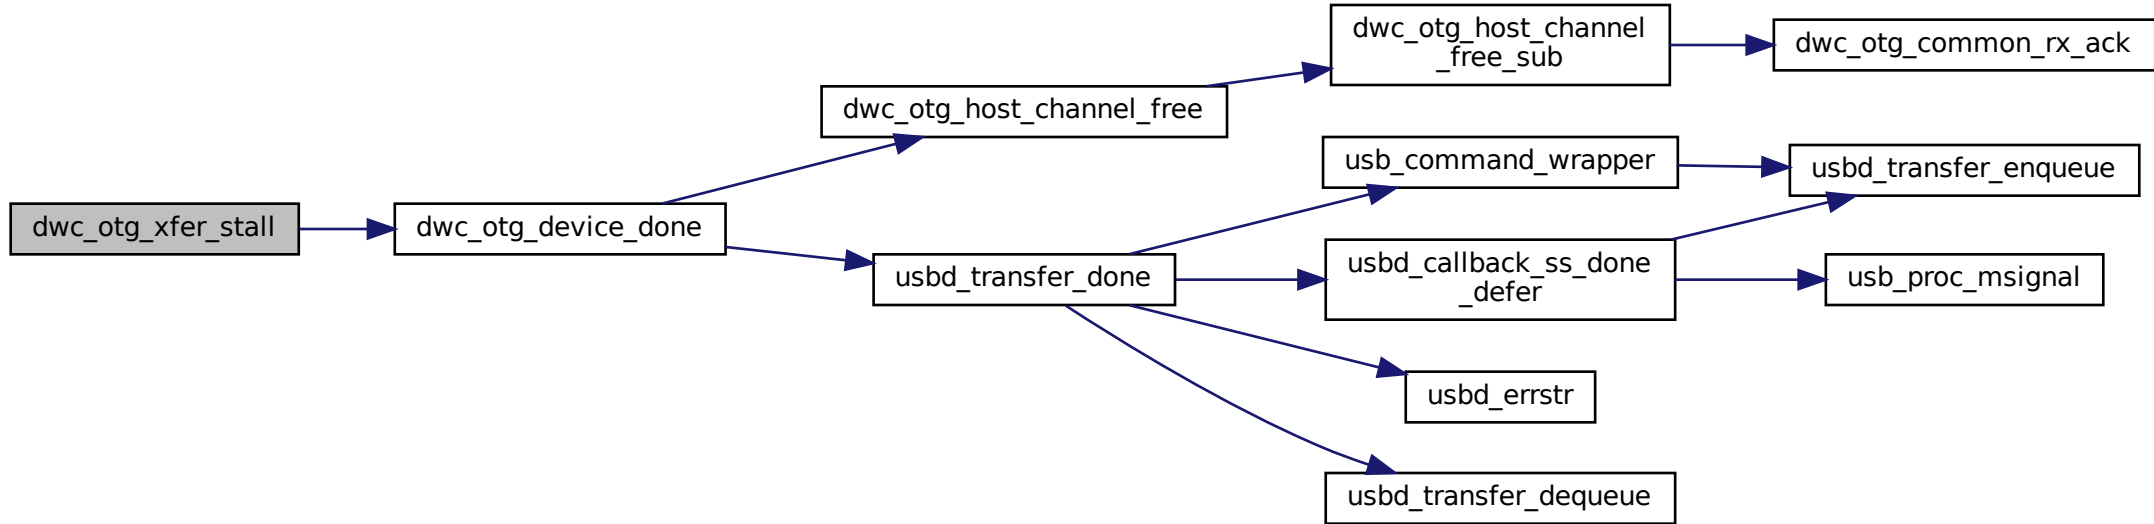 dwc_otg_xfer_stall
dwc_otg_device_done
dwc_otg_host_channel_free
dwc_otg_host_channel
_free_sub
dwc_otg_common_rx_ack
usbd_transfer_done
usb_command_wrapper
usbd_transfer_enqueue
usbd_callback_ss_done
_defer
usb_proc_msignal
usbd_errstr
usbd_transfer_dequeue